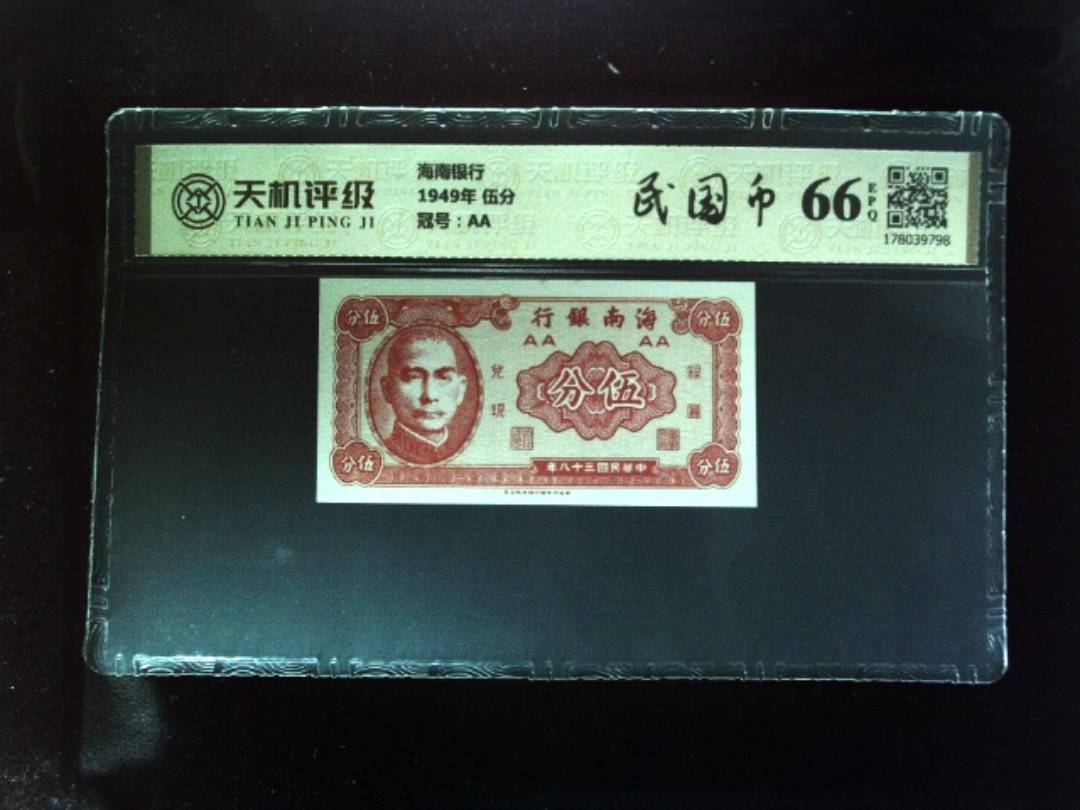 天机评级
TIAN JI PING JI
海南银行
1949年 伍分
冠号：AA
民国币
66
EPQ
178039798
分伍
行銀南海
分伍
AA
AA
兌現
分伍
銀圓
分伍
年八十三國民華中
分伍